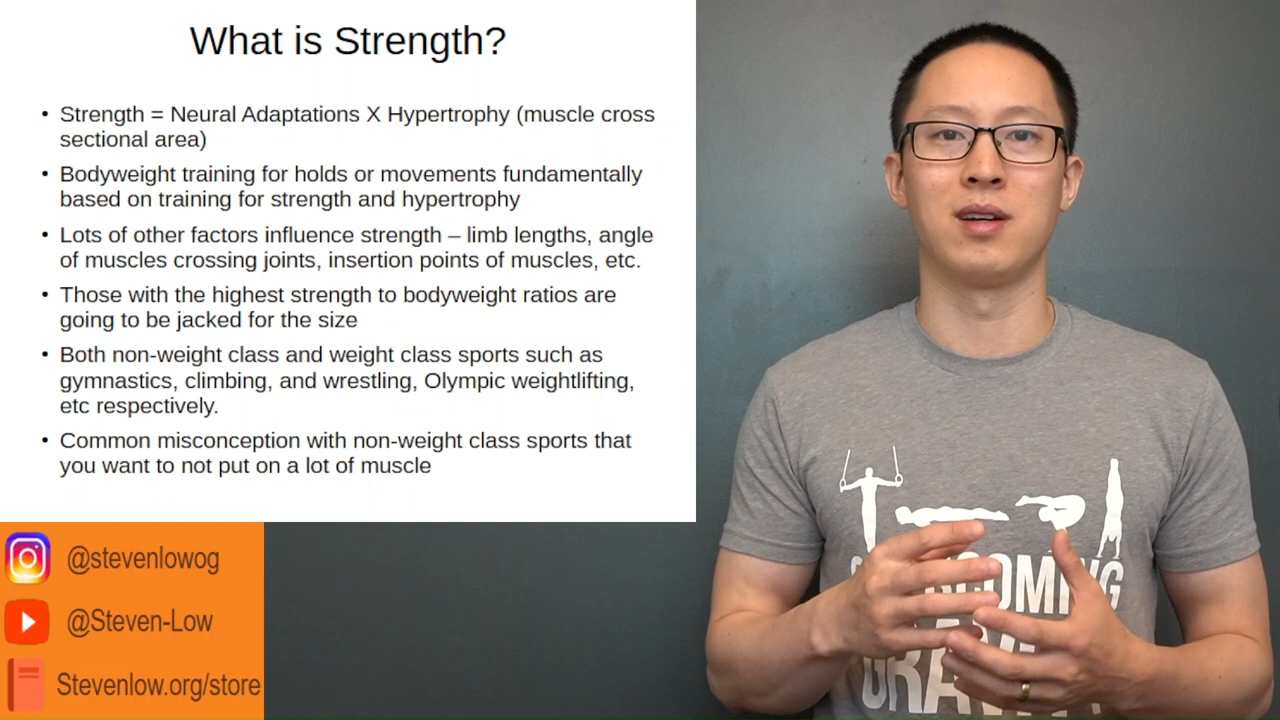 What is Strength?
• Strength = Neural Adaptations X Hypertrophy (muscle cross
sectional area)
• Bodyweight training for holds or movements fundamentally
based on training for strength and hypertrophy
• Lots of other factors influence strength – limb lengths, angle
of muscles crossing joints, insertion points of muscles, etc.
• Those with the highest strength to bodyweight ratios are
going to be jacked for the size
• Both non-weight class and weight class sports such as
gymnastics, climbing, and wrestling, Olympic weightlifting,
etc respectively.
• Common misconception with non-weight class sports that
you want to not put on a lot of muscle
@stevenlowog
@Steven-Low
Stevenlow.org/store